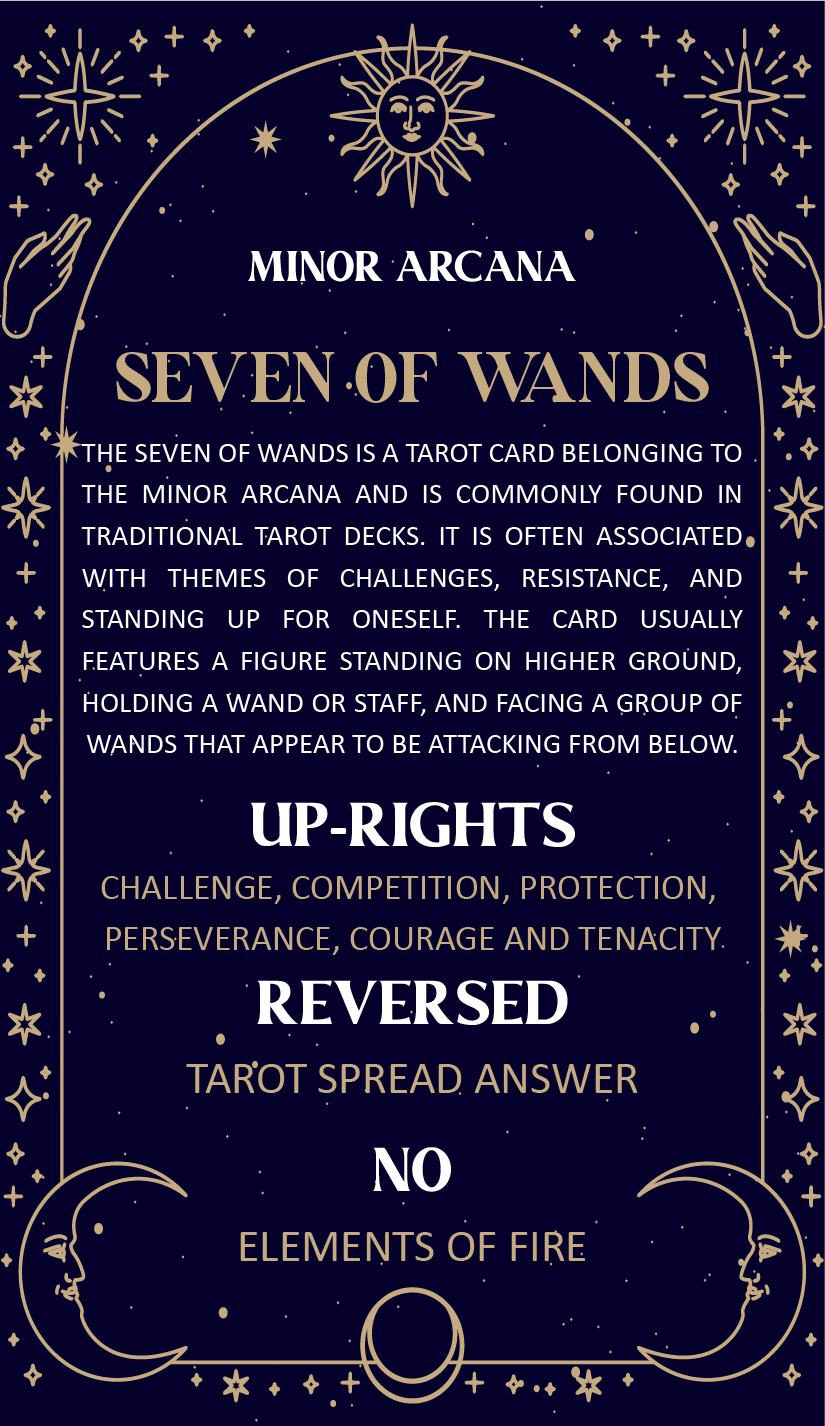 MINOR ARCANA
SEVEN OF WANDS
THE SEVEN OF WANDS IS A TAROT CARD BELONGING TO
THE MINOR ARCANA AND IS COMMONLY FOUND IN
TRADITIONAL TAROT DECKS. IT IS OFTEN ASSOCIATED
WITH THEMES OF CHALLENGES, RESISTANCE, AND
STANDING UP FOR ONESELF. THE CARD USUALLY
FEATURES A FIGURE STANDING ON HIGHER GROUND,
HOLDING A WAND OR STAFF, AND FACING A GROUP OF
WANDS THAT APPEAR TO BE ATTACKING FROM BELOW.
UP-RIGHTS
CHALLENGE, COMPETITION, PROTECTION,
PERSEVERANCE, COURAGE AND TENACITY
REVERSED
TAROT SPREAD ANSWER
NO
ELEMENTS OF FIRE